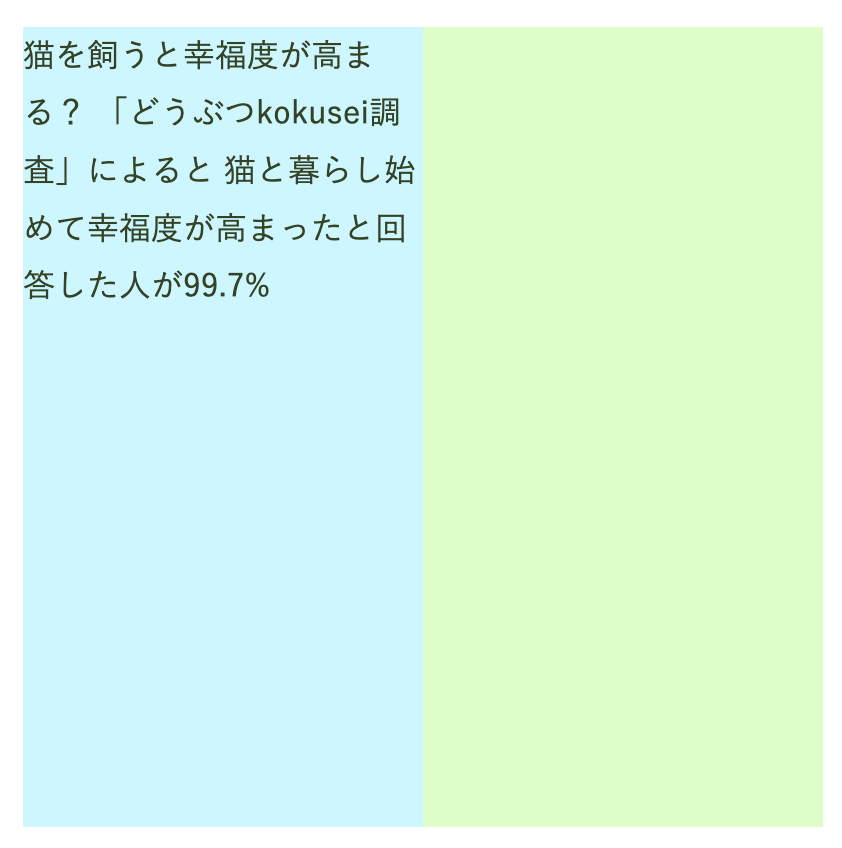 猫を飼うと幸福度が高ま
る？ 「どうぶつkokusei調
査」によると 猫と暮らし始
めて幸福度が高まったと回
答した人が99.7%